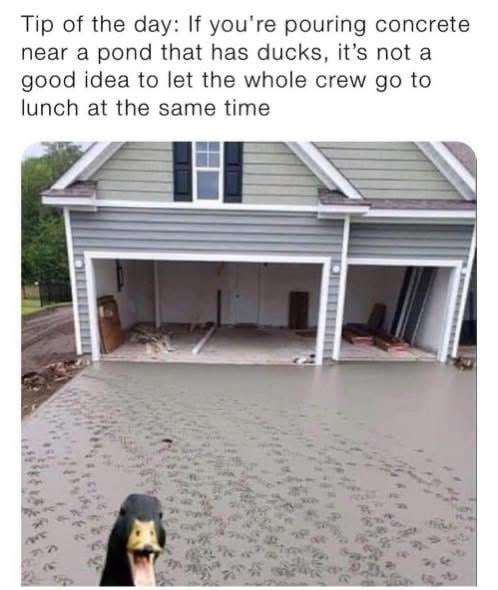 Tip of the day: If you're pouring concrete
near a pond that has ducks, it’s not a
good idea to let the whole crew go to
lunch at the same time